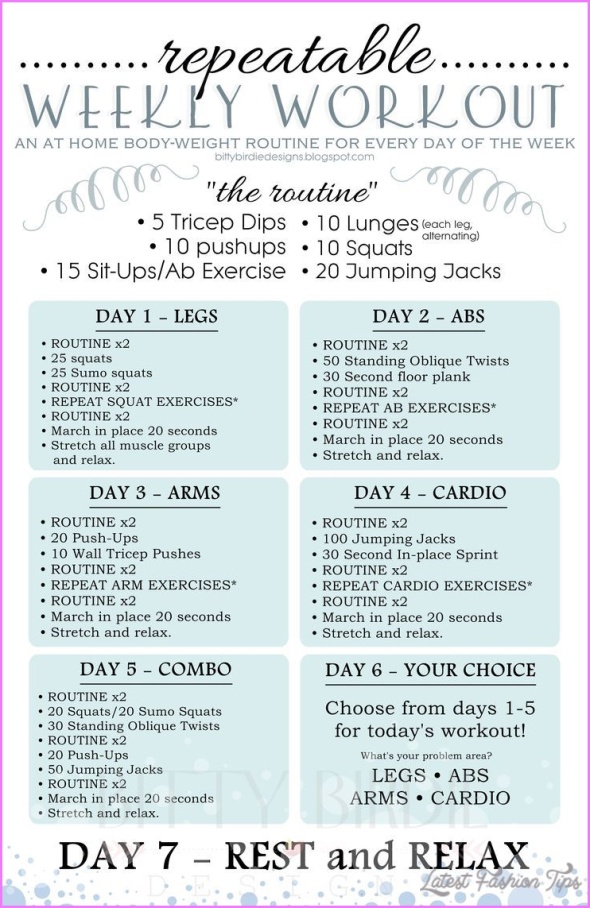 repeatable
WEEKLY WORKOUT
AN AT HOME BODY-WEIGHT ROUTINE FOR EVERY DAY OF THE WEEK
bittybirdiedesigns.blogspot.com
"the routine"
• 5 Tricep Dips
• 10 pushups
• 15 Sit-Ups/Ab Exercise
• 10 Lunges (each leg, alternating)
• 10 Squats
• 20 Jumping Jacks
DAY 1 – LEGS
• ROUTINE x2
• 25 squats
• 25 Sumo squats
• ROUTINE x2
• REPEAT SQUAT EXERCISES*
• ROUTINE x2
• March in place 20 seconds
• Stretch all muscle groups
and relax.
DAY 2 – ABS
• ROUTINE x2
• 50 Standing Oblique Twists
• 30 Second floor plank
• ROUTINE x2
• REPEAT AB EXERCISES*
• ROUTINE x2
• March in place 20 seconds
• Stretch and relax.
DAY 3 – ARMS
• ROUTINE x2
• 20 Push-Ups
• 10 Wall Tricep Pushes
• ROUTINE x2
• REPEAT ARM EXERCISES*
• ROUTINE x2
• March in place 20 seconds
• Stretch and relax.
DAY 4 – CARDIO
• ROUTINE x2
• 100 Jumping Jacks
• 30 Second In-place Sprint
• ROUTINE x2
• REPEAT CARDIO EXERCISES*
• ROUTINE x2
• March in place 20 seconds
• Stretch and relax.
DAY 5 – COMBO
• ROUTINE x2
• 20 Squats/20 Sumo Squats
• 30 Standing Oblique Twists
• ROUTINE x2
• 20 Push-Ups
• 50 Jumping Jacks
• ROUTINE x2
• March in place 20 seconds
• Stretch and relax.
DAY 6 – YOUR CHOICE
Choose from days 1-5
for today's workout!
What's your problem area?
LEGS • ABS
ARMS • CARDIO
BITTY BIRDIE
DAY 7 – REST and RELAX
DESIGNS
Latest Fashion Tips